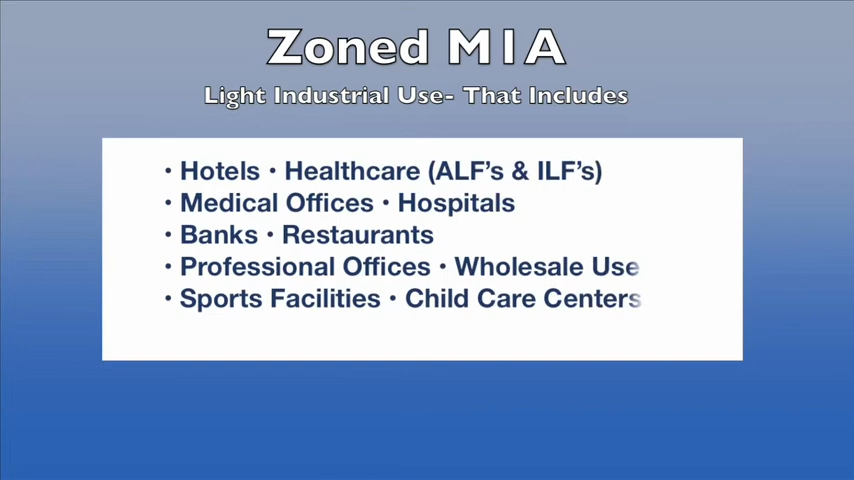 Zoned M1A
Light Industrial Use- That Includes
• Hotels • Healthcare (ALF's & ILF's)
• Medical Offices • Hospitals
• Banks • Restaurants
• Professional Offices • Wholesale Use
• Sports Facilities • Child Care Centers